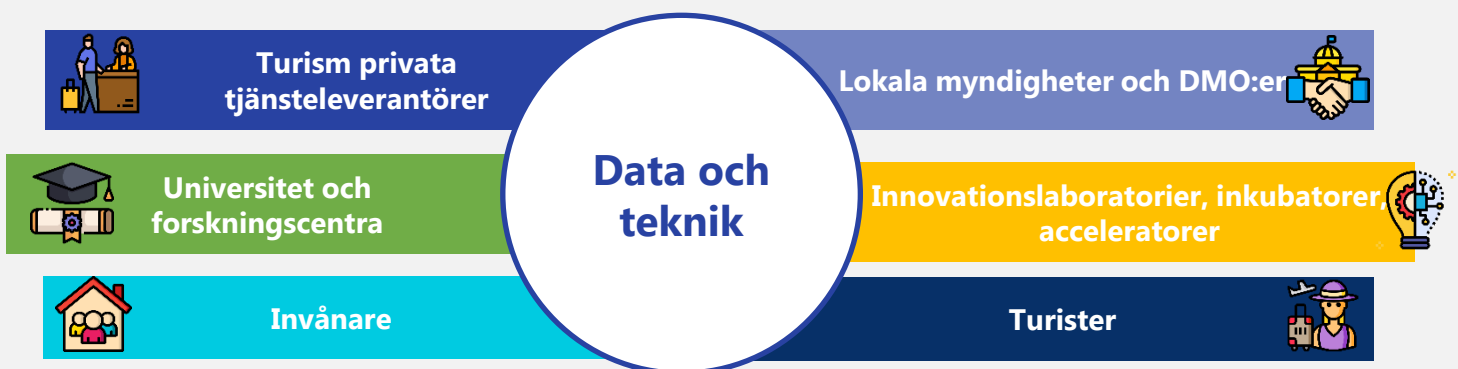 Turism privata
tjänsteleverantörer
Lokala myndigheter och DMO:er
Data och
teknik
Universitet och
forskningscentra
Innovationslaboratorier, inkubatorer,
acceleratorer
Invånare
Turister